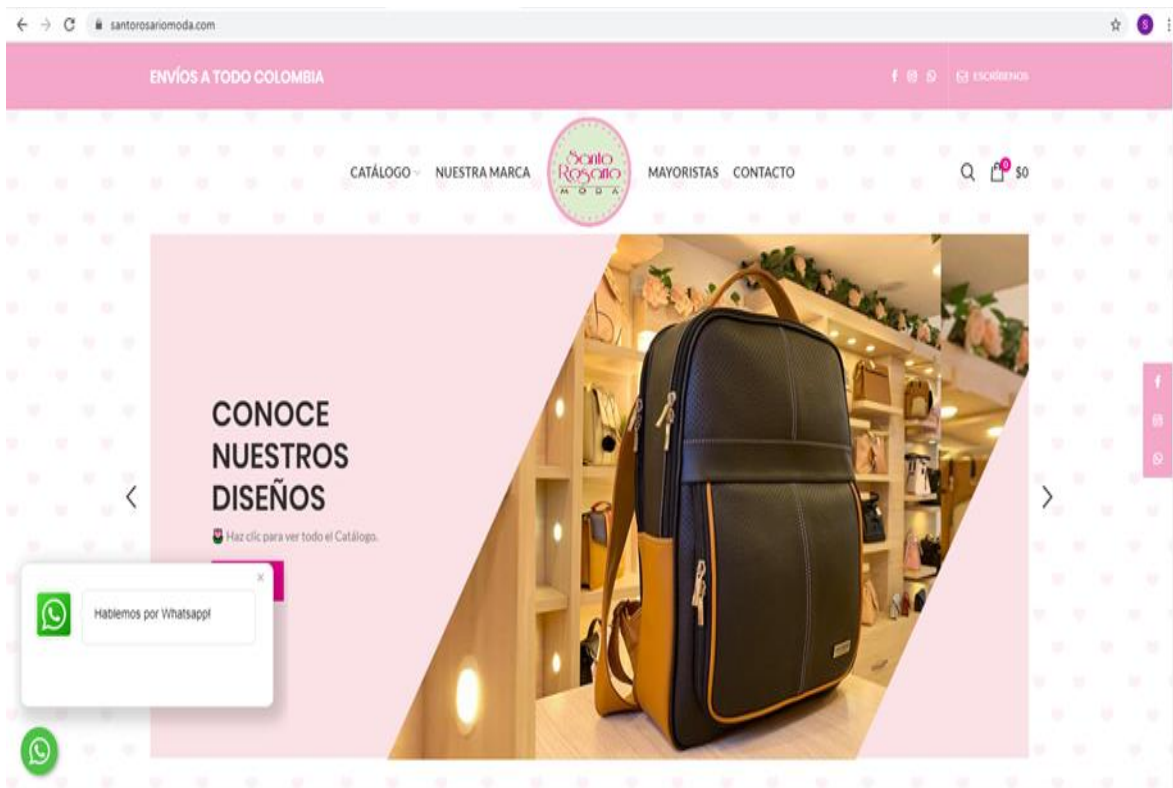 santorosariomoda.com
S
ENVÍOS A TODO COLOMBIA
ESCRÍBENOS
CATÁLOGO
NUESTRA MARCA
Santo
Rosario
MODA
MAYORISTAS
CONTACTO
0
$0
CONOCE
NUESTROS
DISEÑOS
Haz clic para ver todo el Catálogo.
x
Hablemos por Whatsapp!